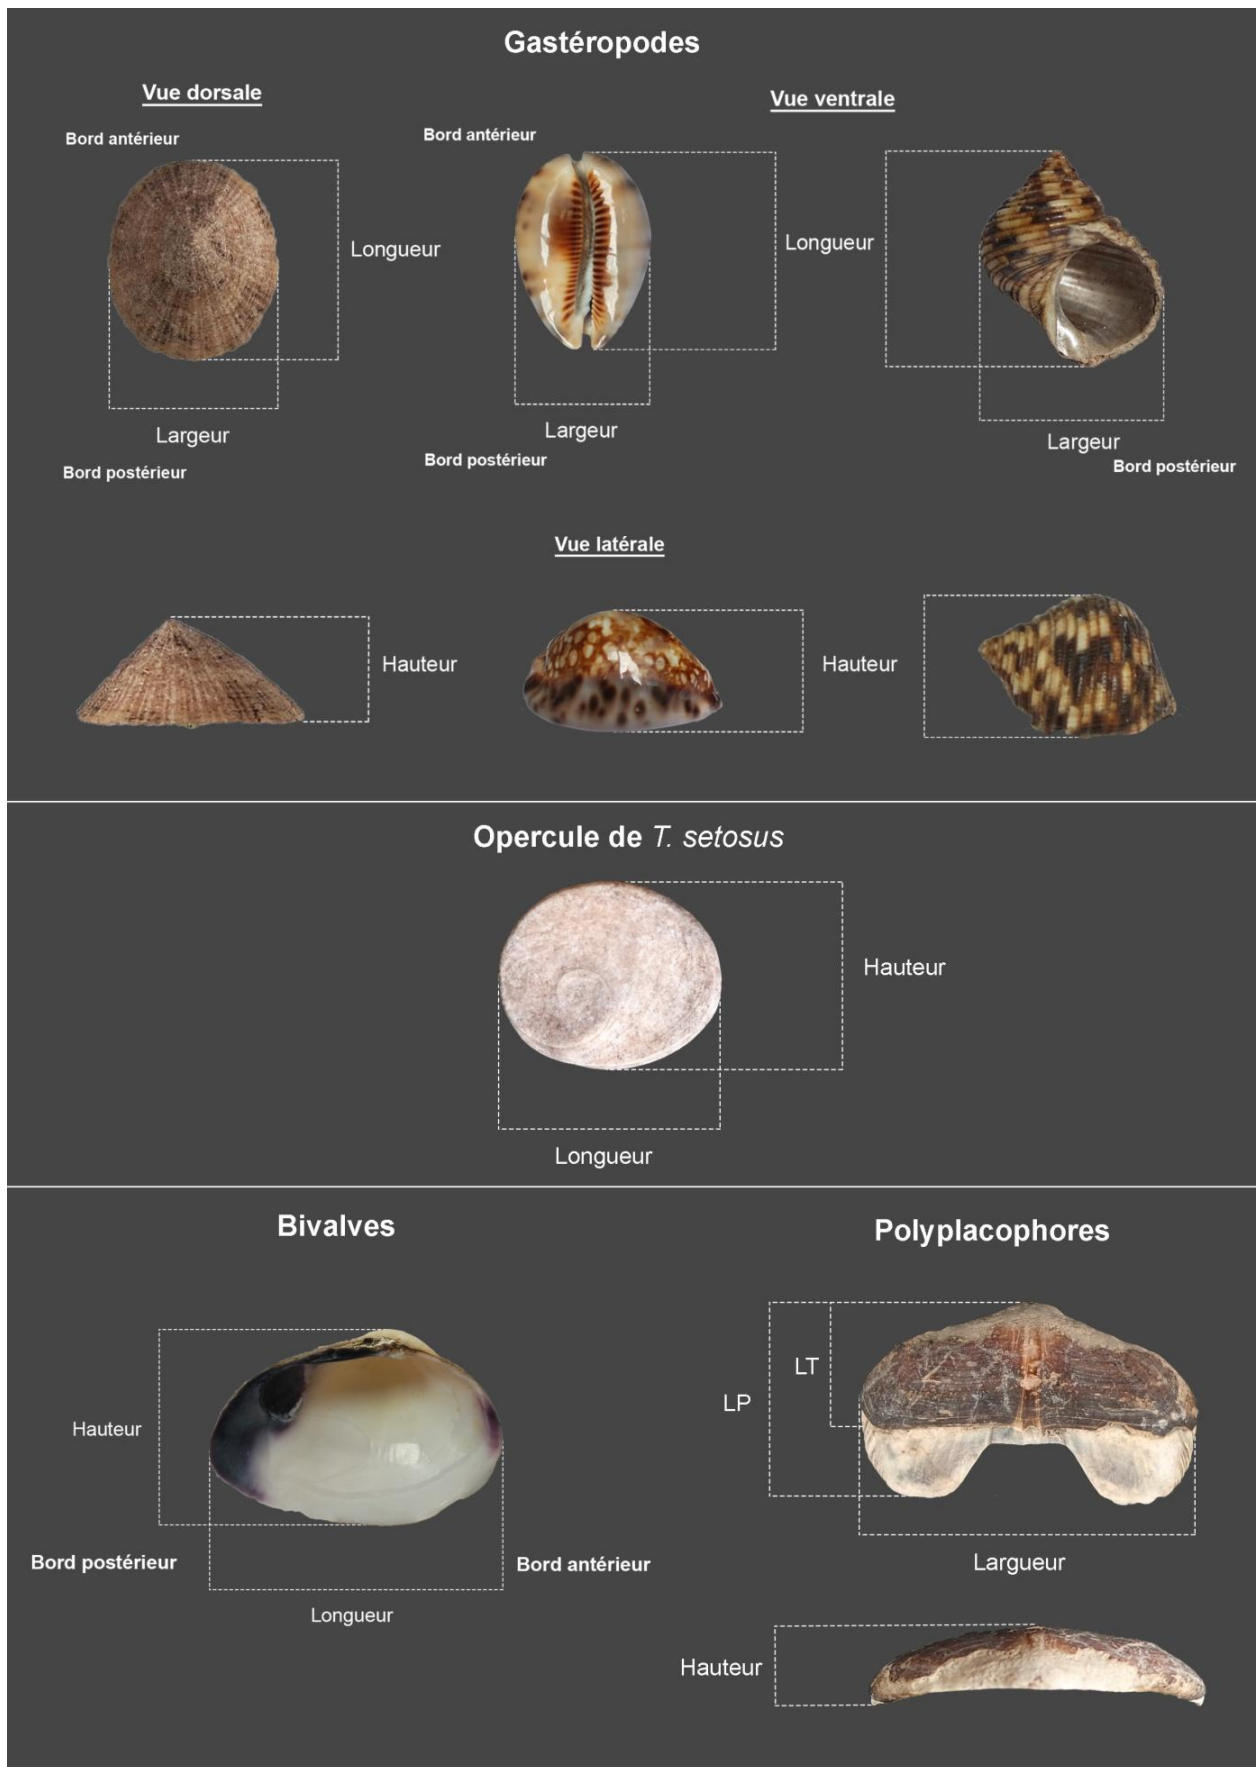 Gastéropodes
Vue dorsale
Vue ventrale
Bord antérieur
Bord antérieur
Longueur
Longueur
Largeur
Largeur
Largeur
Bord postérieur
Bord postérieur
Bord postérieur
Vue latérale
Hauteur
Hauteur
Opercule de T. setosus
Hauteur
Longueur
Bivalves
Polyplacophores
LT
LP
Hauteur
Bord postérieur
Bord antérieur
Largueur
Longueur
Hauteur